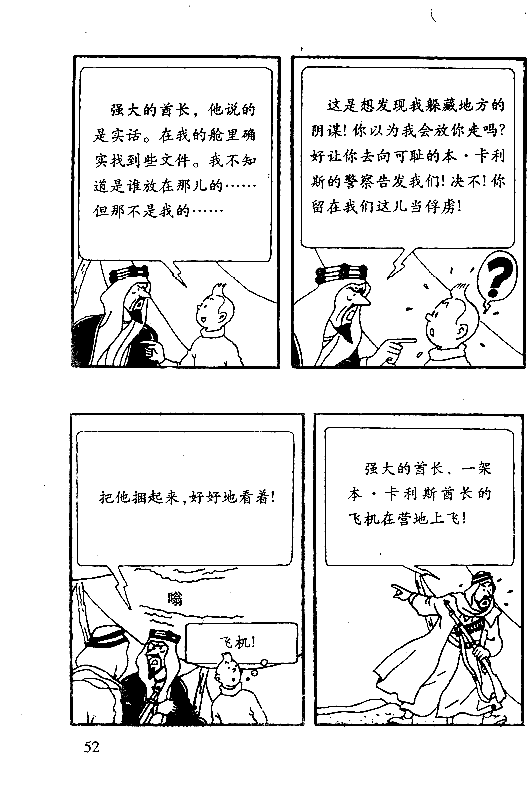 强大的酋长，他说的
是实话。在我的舱里确
实找到些文件。我不知
道是谁放在那儿的……
但那不是我的……
这是想发现我躲藏地方的
阴谋！你以为我会放你走吗？
好让你去向可耻的本·卡利
斯的警察告发我们！决不！你
留在我们这儿当俘虏！
?
把他捆起来，好好地看着！
嗡
飞机！
强大的酋长、一架
本·卡利斯酋长的
飞机在营地上飞！
52